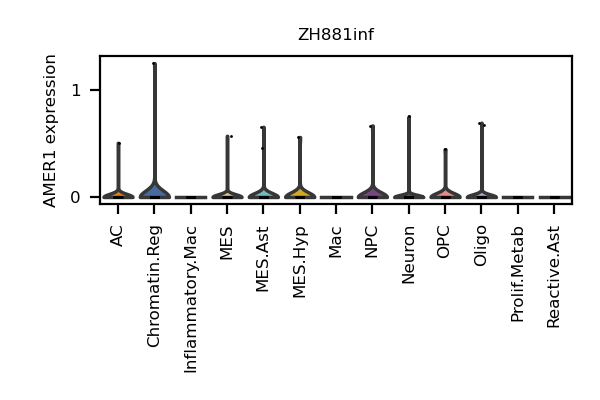 ZH881inf
AMER1 expression
1
0
AC
Chromatin.Reg
Inflammatory.Mac
MES
MES.Ast
MES.Hyp
Mac
NPC
Neuron
OPC
Oligo
Prolif.Metab
Reactive.Ast